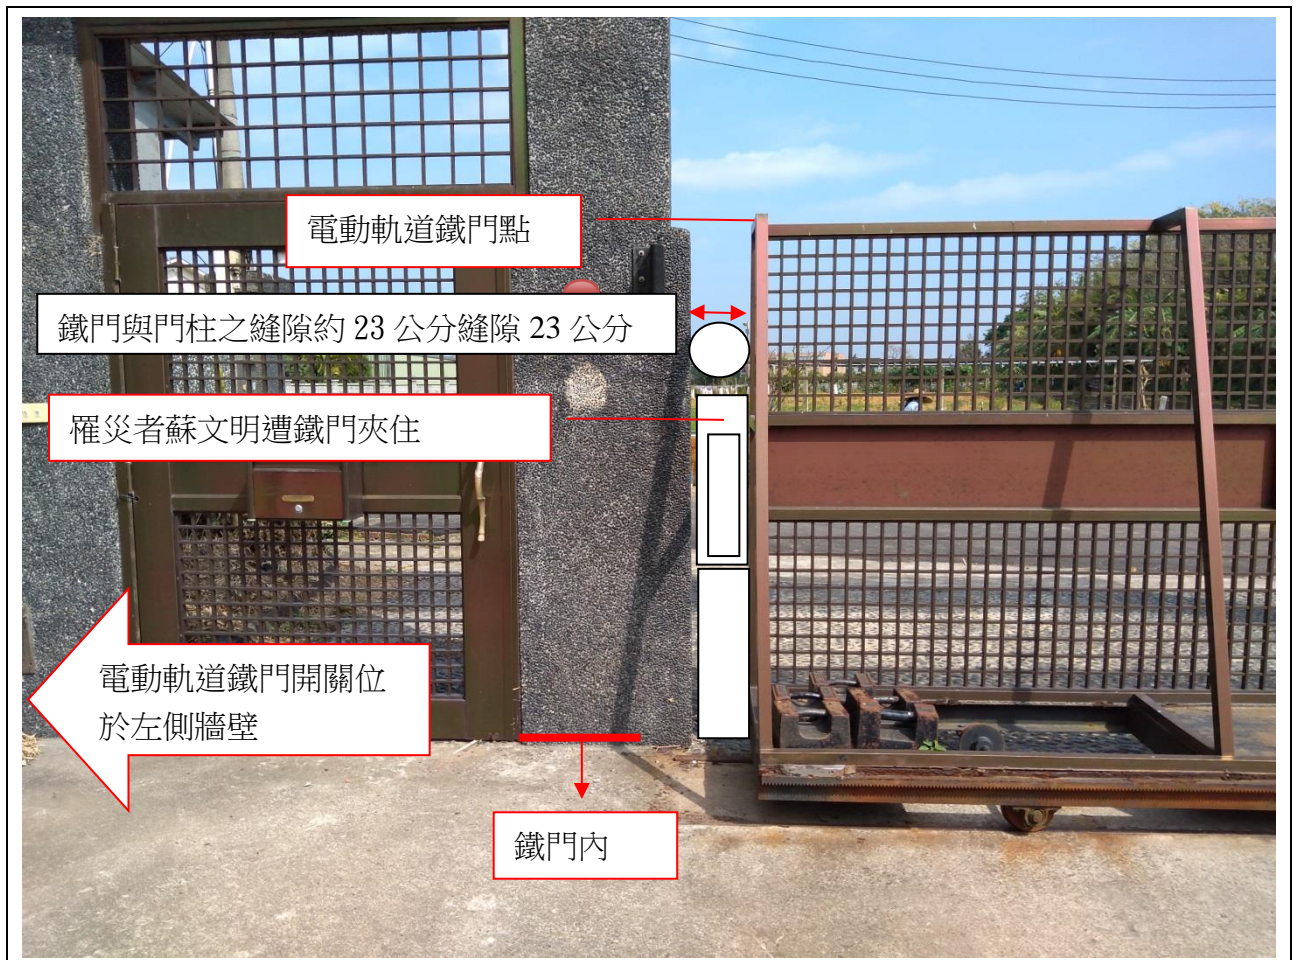 電動軌道鐵門點
鐵門與門柱之縫隙約 23 公分縫隙 23 公分
罹災者蘇文明遭鐵門夾住
電動軌道鐵門開關位
於左側牆壁
鐵門內